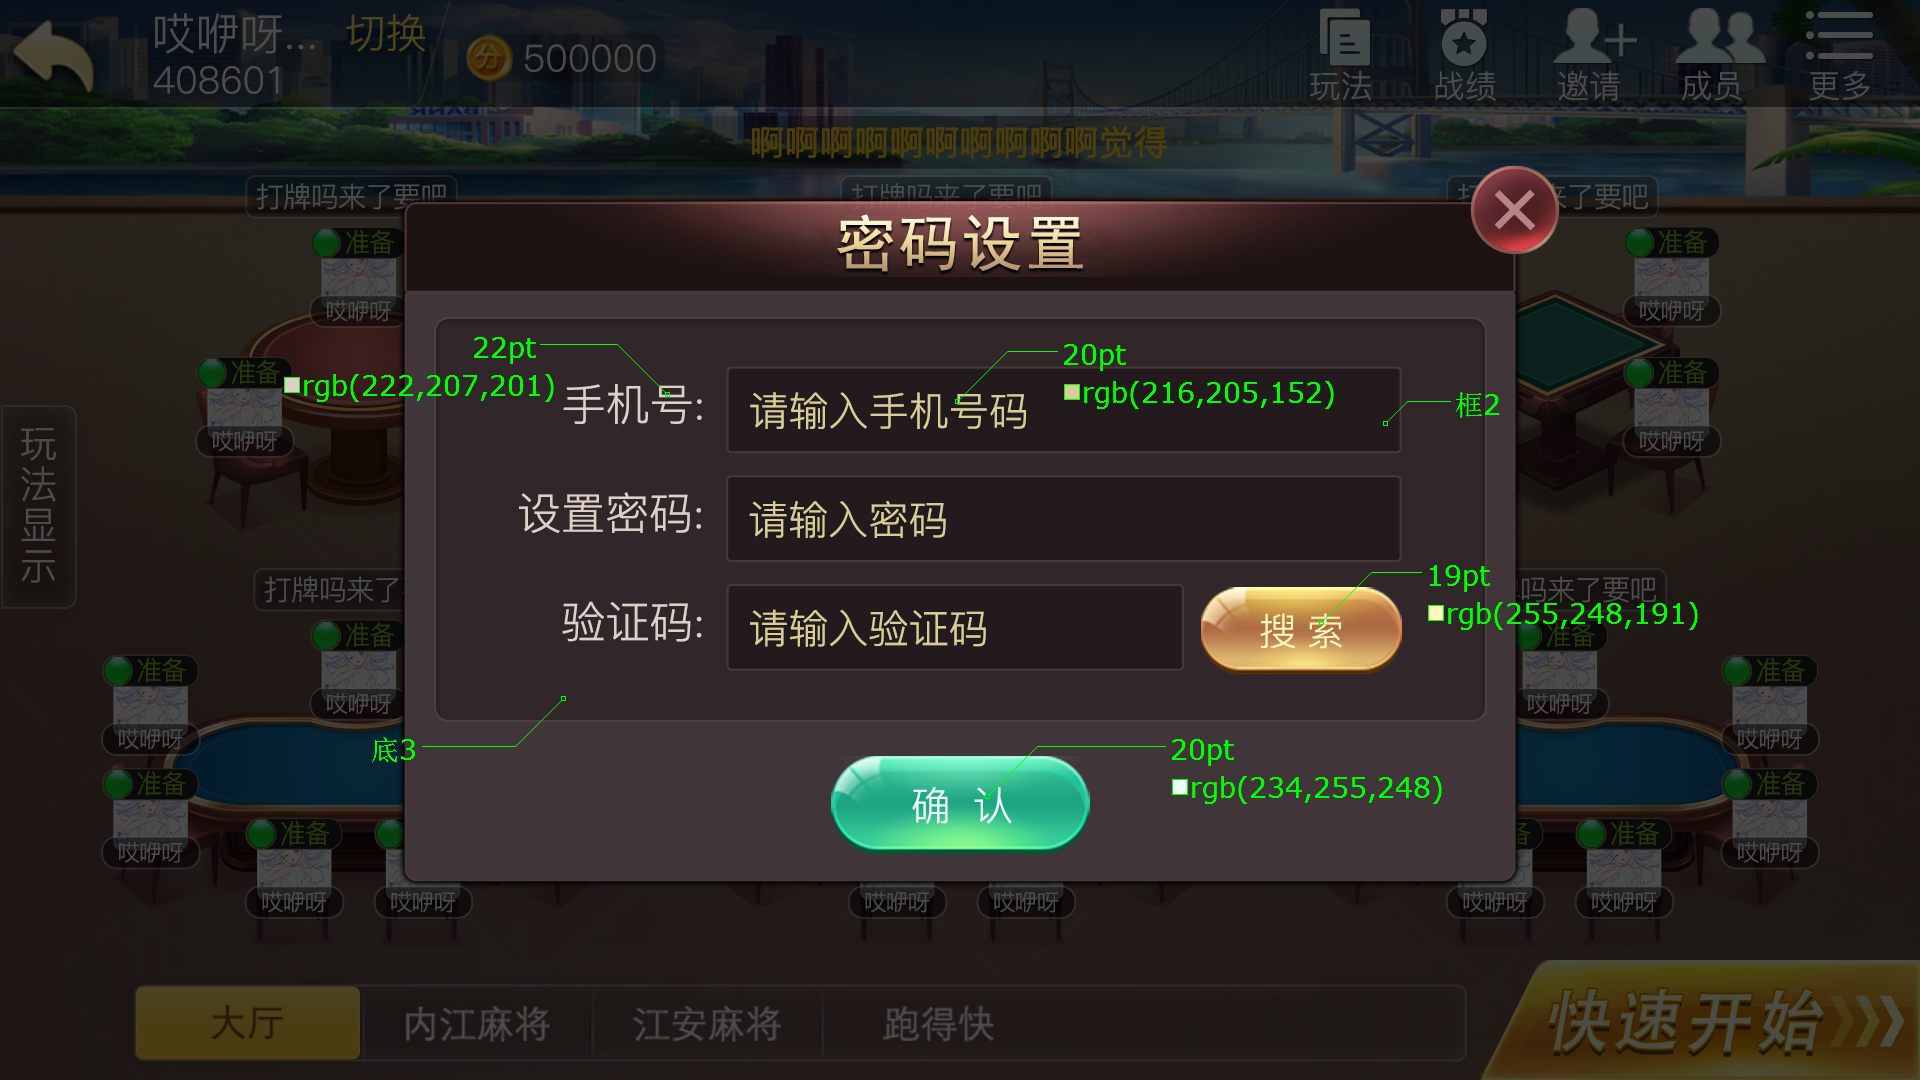 哎咿呀... 切换
408601
500000
玩法 战绩 邀请 成员 更多
BANK
啊啊啊啊啊啊啊啊啊啊觉得
打牌吗来了要吧
打牌吗来了要吧
来了要吧
密码设置
准备
哎咿呀
准备
哎咿呀
准备
哎咿呀
准备
哎咿呀
22pt
rgb(222,207,201)
手机号:
请输入手机号码
20pt
rgb(216,205,152)
框2
玩法显示
设置密码:
请输入密码
验证码:
请输入验证码
搜索
19pt
rgb(255,248,191)
打牌吗来了
吗来了要吧
准备
哎咿呀
准备
哎咿呀
准备
哎咿呀
准备
哎咿呀
底3
确 认
20pt
rgb(234,255,248)
准备
哎咿呀
准备
哎咿呀
准备
哎咿呀
哎咿呀
哎咿呀
哎咿呀
备
哎咿呀
准备
哎咿呀
大厅 内江麻将 江安麻将 跑得快
快速开始